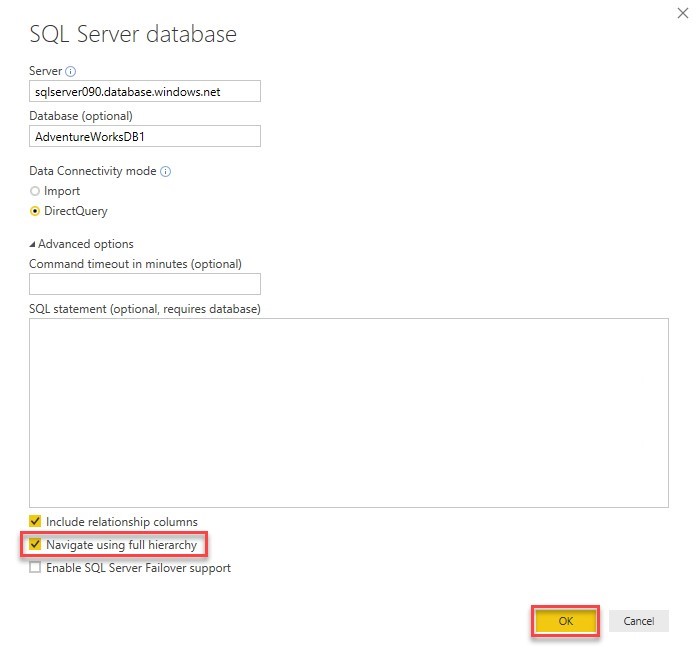 SQL Server database
Server
sqlserver090.database.windows.net
Database (optional)
AdventureWorksDB1
Data Connectivity mode
Import
DirectQuery
Advanced options
Command timeout in minutes (optional)
SQL statement (optional, requires database)
Include relationship columns
Navigate using full hierarchy
Enable SQL Server Failover support
OK Cancel